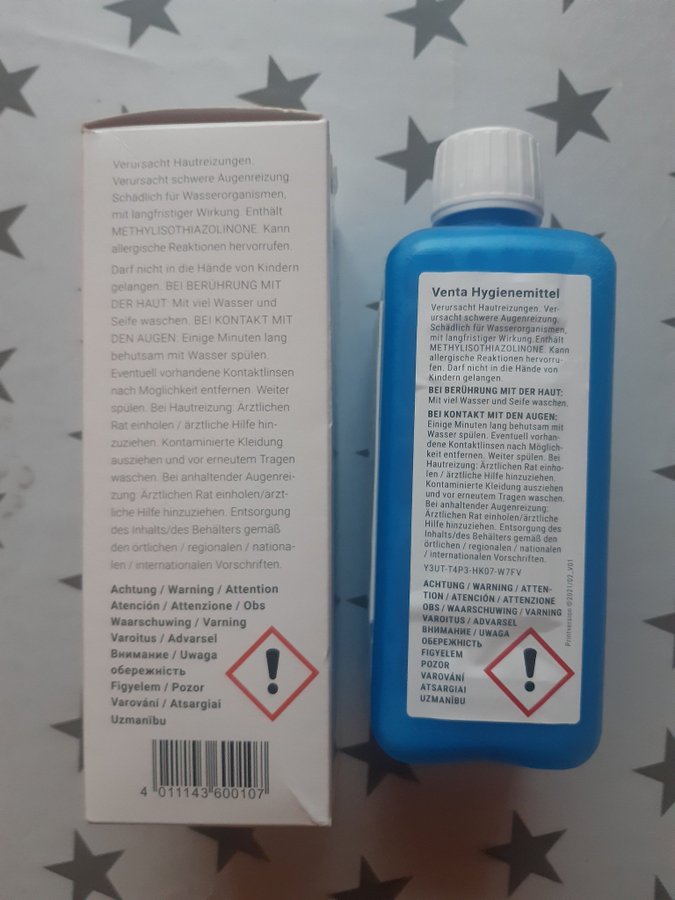 Verursacht Hautreizungen.
Verursacht schwere Augenreizung.
Schädlich für Wasserorganismen,
mit langfristiger Wirkung. Enthält
METHYLISOTHIAZOLINONE. Kann
allergische Reaktionen hervorrufen.
Darf nicht in die Hände von Kindern
gelangen. BEI BERÜHRUNG MIT
DER HAUT: Mit viel Wasser und
Seife waschen. BEI KONTAKT MIT
DEN AUGEN: Einige Minuten lang
behutsam mit Wasser spülen.
Eventuell vorhandene Kontaktlinsen
nach Möglichkeit entfernen. Weiter
spülen. Bei Hautreizung: Ärztlichen
Rat einholen / ärztliche Hilfe hin-
zuziehen. Kontaminierte Kleidung
ausziehen und vor erneutem Tragen
waschen. Bei anhaltender Augenrei-
zung: Ärztlichen Rat einholen/ärzt-
liche Hilfe hinzuziehen. Entsorgung
des Inhalts/des Behälters gemäß
den örtlichen / regionalen / nationa-
len / internationalen Vorschriften.
Achtung / Warning / Attention
Atención / Attenzione / Obs
Waarschuwing / Varning
Varoitus / Advarsel
Внимание / Uwaga
обережність
Figyelem / Pozor
Varování / Atsargiai
Uzmanību
4 011143 600107
Venta Hygienemittel
Verursacht Hautreizungen. Ver-
ursacht schwere Augenreizung.
Schädlich für Wasserorganismen,
mit langfristiger Wirkung. Enthält
METHYLISOTHIAZOLINONE. Kann
allergische Reaktionen hervorru-
fen. Darf nicht in die Hände von
Kindern gelangen.
BEI BERÜHRUNG MIT DER HAUT:
Mit viel Wasser und Seife waschen.
BEI KONTAKT MIT DEN AUGEN:
Einige Minuten lang behutsam mit
Wasser spülen. Eventuell vorhan-
dene Kontaktlinsen nach Möglich-
keit entfernen. Weiter spülen. Bei
Hautreizung: Ärztlichen Rat einho-
len / ärztliche Hilfe hinzuziehen.
Kontaminierte Kleidung ausziehen
und vor erneutem Tragen waschen.
Bei anhaltender Augenreizung:
Ärztlichen Rat einholen/ärztliche
Hilfe hinzuziehen. Entsorgung des
Inhalts/des Behälters gemäß den
örtlichen / regionalen / nationalen
/ internationalen Vorschriften.
Y3UT-T4P3-HK07-W7FV
ACHTUNG / WARNING / ATTEN-
TION / ATENCIÓN / ATTENZIONE
OBS / WAARSCHUWING / VARNING
VAROITUS / ADVARSEL
ВНИМАНИЕ / UWAGA
ОБЕРЕЖНІСТЬ
FIGYELEM
POZOR
VAROVÁNÍ
ATSARGIAI
UZMANĪBU
Printversion ©2021/02_V01